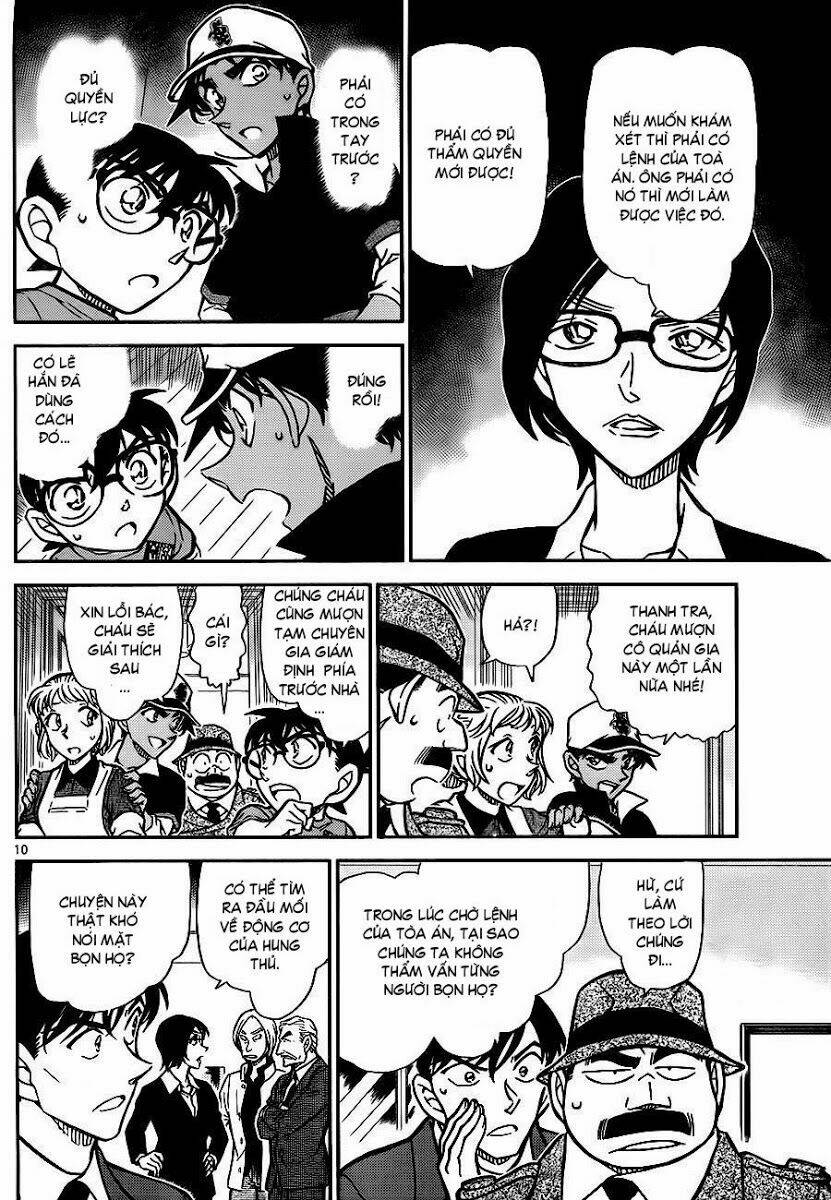 NẾU MUỐN KHÁM
XÉT THÌ PHẢI CÓ
LỆNH CỦA TOÀ
ÁN. ÔNG PHẢI CÓ
NÓ THÌ MỚI LÀM
ĐƯỢC VIỆC ĐÓ.
PHẢI CÓ ĐỦ
THẨM QUYỀN
MỚI ĐƯỢC!
PHẢI
CÓ
TRONG
TAY
TRƯỚC
?
ĐỦ
QUYỀN
LỰC?
ĐÚNG
RỒI!
CÓ LẼ
HẮN ĐÃ
DÙNG
CÁCH
ĐÓ...
THANH TRA,
CHÁU MƯỢN
CÔ QUẢN GIA
NÀY MỘT LẦN
NỮA NHÉ!
HẢ?!
CHÚNG CHÁU
CŨNG MƯỢN
TẠM CHUYÊN
GIA GIÁM
ĐỊNH PHÍA
TRƯỚC NHÀ
...
CÁI
GÌ?
XIN LỖI BÁC,
CHÁU SẼ
GIẢI THÍCH
SAU
...
10
HỪ, CỨ
LÀM
THEO LỜI
CHÚNG
ĐI...
TRONG LÚC CHỜ LỆNH
CỦA TÒA ÁN, TẠI SAO
CHÚNG TA KHÔNG
THẨM VẤN TỪNG
NGƯỜI BỌN HỌ?
CÓ THỂ TÌM
RA ĐẦU MỐI
VỀ ĐỘNG CƠ
CỦA HUNG
THỦ.
CHUYỆN NÀY
THẬT KHÓ
NÓI MẶT
BỌN HỌ?